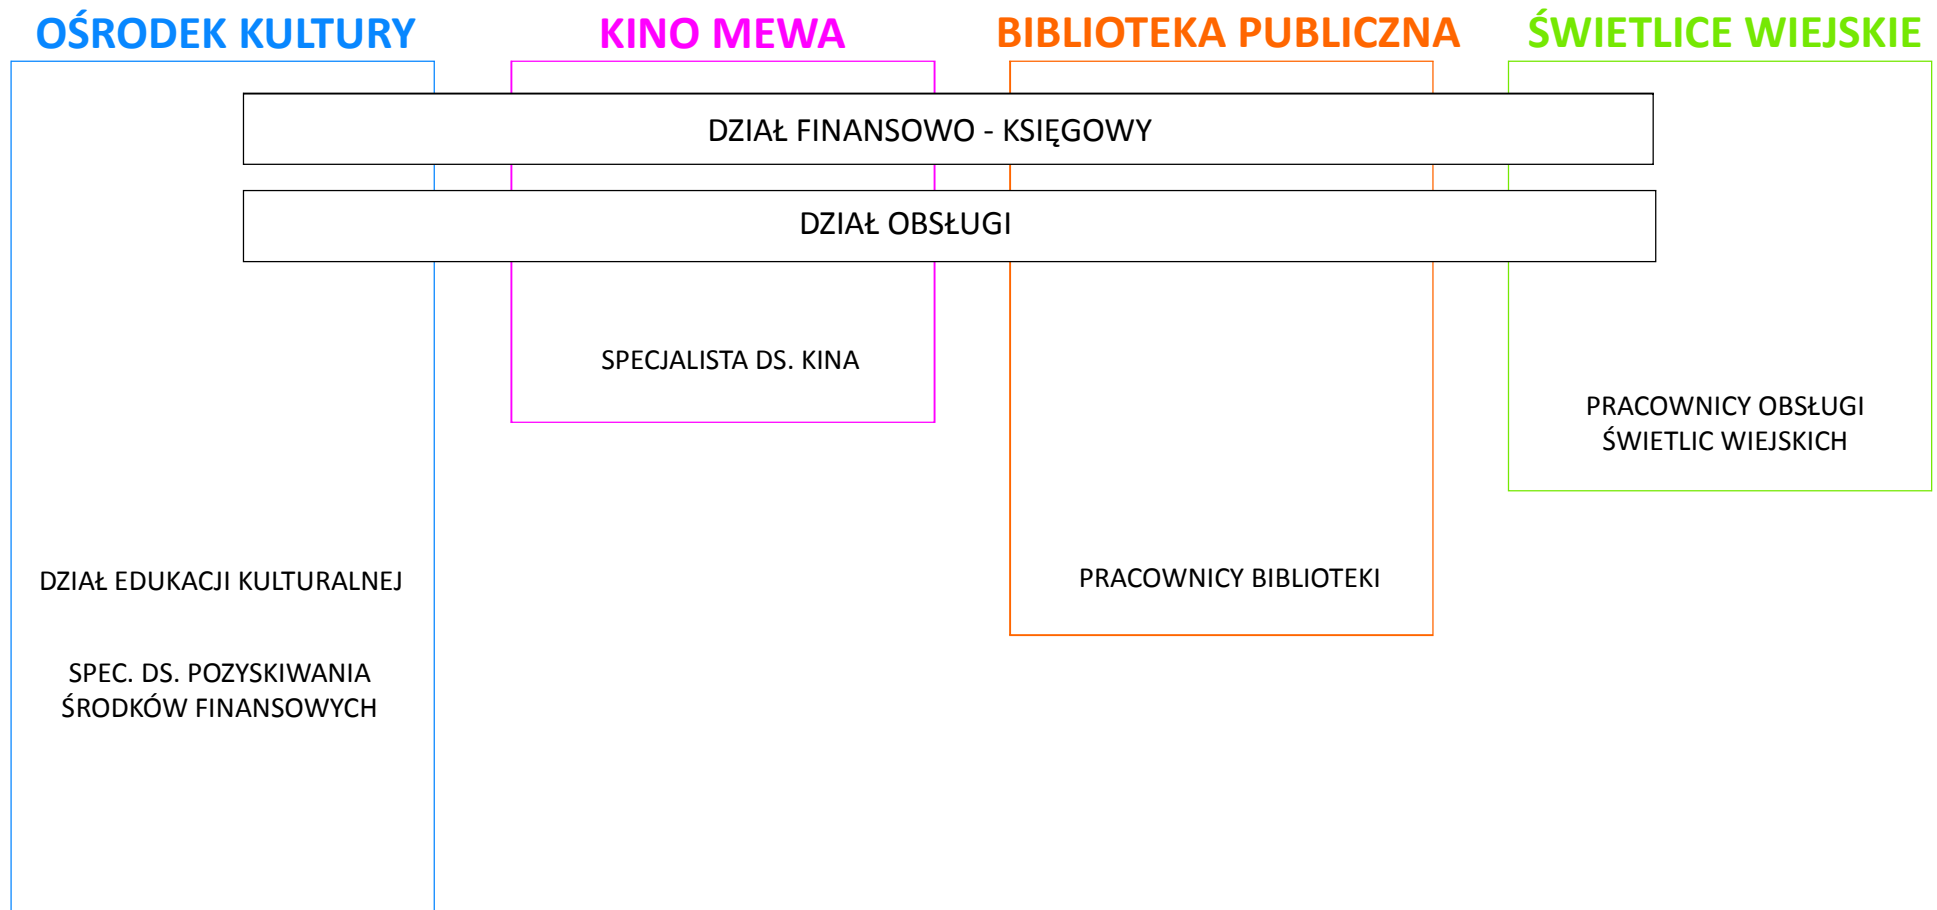 OŚRODEK KULTURY
KINO MEWA
BIBLIOTEKA PUBLICZNA
ŚWIETLICE WIEJSKIE
DZIAŁ FINANSOWO - KSIĘGOWY
DZIAŁ OBSŁUGI
SPECJALISTA DS. KINA
PRACOWNICY OBSŁUGI
ŚWIETLIC WIEJSKICH
DZIAŁ EDUKACJI KULTURALNEJ
PRACOWNICY BIBLIOTEKI
SPEC. DS. POZYSKIWANIA
ŚRODKÓW FINANSOWYCH